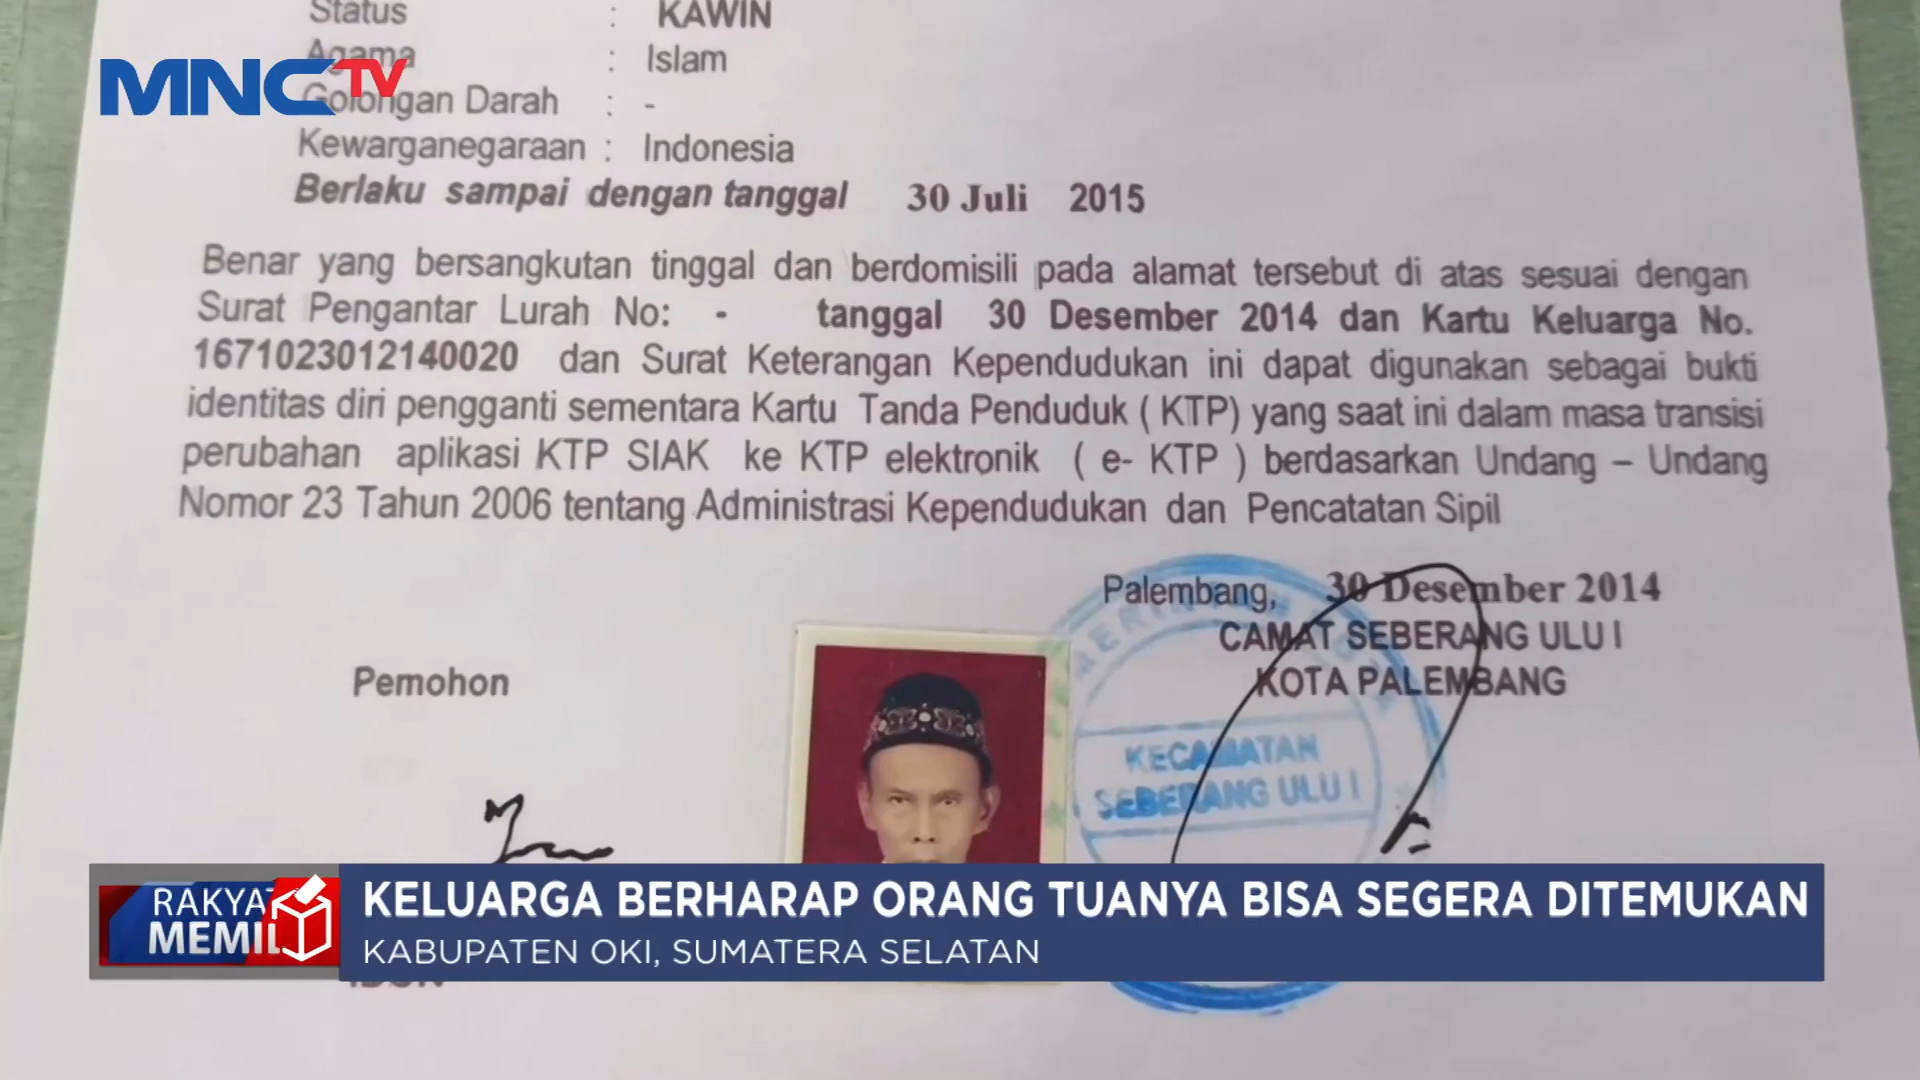 Status : KAWIN
Agama : Islam
MNCTV
Golongan Darah : -
Kewarganegaraan : Indonesia
Berlaku sampai dengan tanggal 30 Juli 2015
Benar yang bersangkutan tinggal dan berdomisili pada alamat tersebut di atas sesuai dengan
Surat Pengantar Lurah No: - tanggal 30 Desember 2014 dan Kartu Keluarga No.
1671023012140020 dan Surat Keterangan Kependudukan ini dapat digunakan sebagai bukti
identitas diri pengganti sementara Kartu Tanda Penduduk ( KTP) yang saat ini dalam masa transisi
perubahan aplikasi KTP SIAK ke KTP elektronik ( e- KTP ) berdasarkan Undang – Undang
Nomor 23 Tahun 2006 tentang Administrasi Kependudukan dan Pencatatan Sipil
Palembang, 30 Desember 2014
CAMAT SEBERANG ULU I
KOTA PALEMBANG
Pemohon
KECAMATAN
SEBERANG ULU I
RAKYAT
MEMILI
KELUARGA BERHARAP ORANG TUANYA BISA SEGERA DITEMUKAN
KABUPATEN OKI, SUMATERA SELATAN